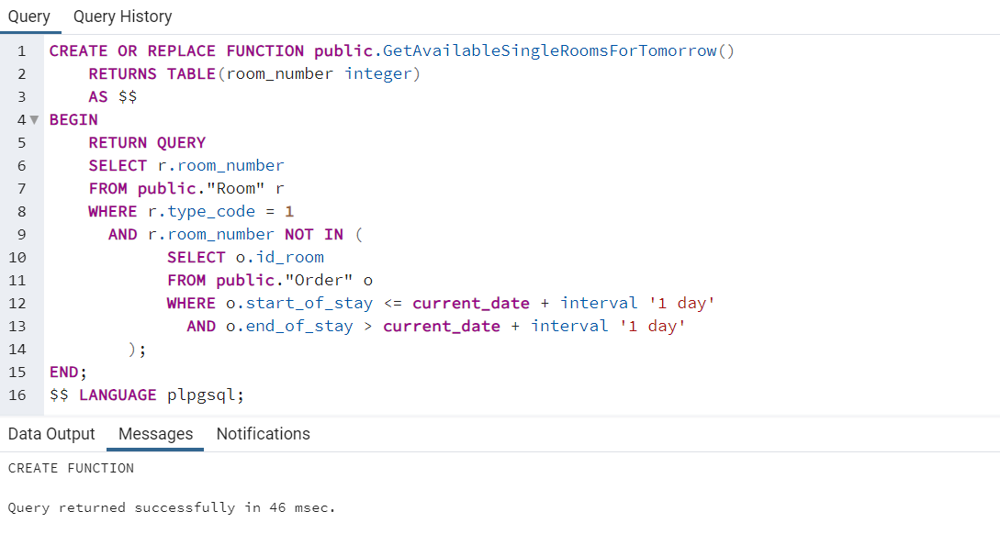 Query Query History
1 CREATE OR REPLACE FUNCTION public.GetAvailableSingleRoomsForTomorrow()
2 RETURNS TABLE(room_number integer)
3 AS $$
4 BEGIN
5 RETURN QUERY
6 SELECT r.room_number
7 FROM public."Room" r
8 WHERE r.type_code = 1
9 AND r.room_number NOT IN (
10 SELECT o.id_room
11 FROM public."Order" o
12 WHERE o.start_of_stay <= current_date + interval '1 day'
13 AND o.end_of_stay > current_date + interval '1 day'
14 );
15 END;
16 $$ LANGUAGE plpgsql;
Data Output Messages Notifications
CREATE FUNCTION
Query returned successfully in 46 msec.